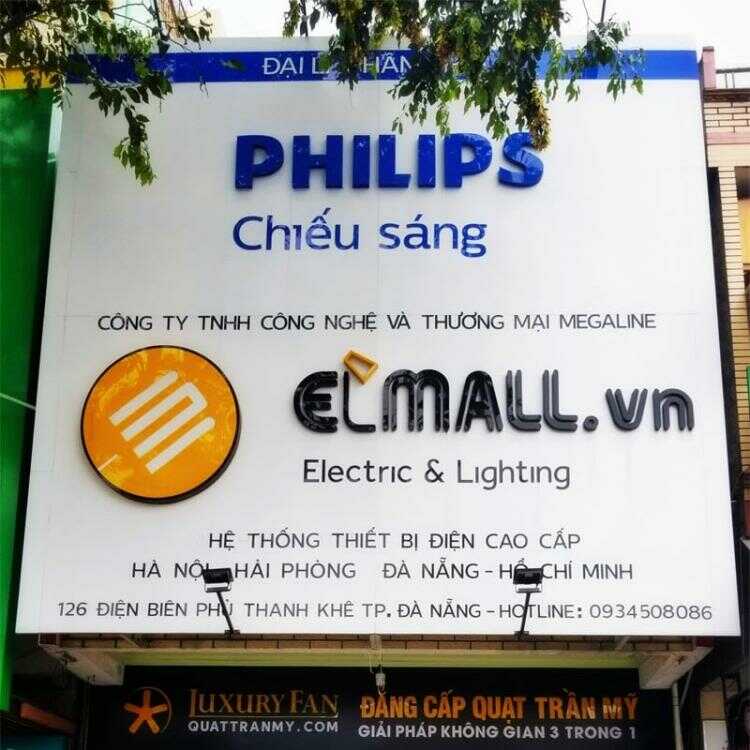 ĐẠI
PHILIPS
Chiếu sáng
CÔNG TY TNHH CÔNG NGHỆ VÀ THƯƠNG MẠI MEGALINE
ELMALL.vn
Electric & Lighting
HỆ THỐNG THIẾT BỊ ĐIỆN CAO CẤP
HÀ NỘI HẢI PHÒNG ĐÀ NẴNG - HỒ CHÍ MINH
126 ĐIỆN BIÊN PHỦ THANH KHÊ TP. ĐÀ NẴNG - HOTLINE: 0934508086
LUXURY FAN
QUATTRANMY.COM
ĐẲNG CẤP QUẠT TRẦN MỸ
GIẢI PHÁP KHÔNG GIAN 3 TRONG 1